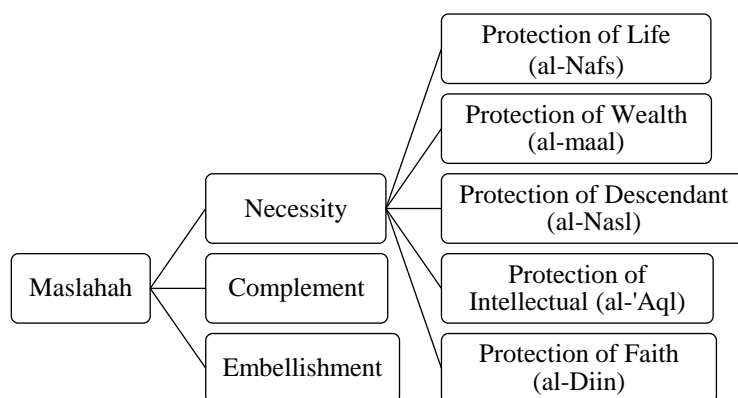 Maslahah
Necessity
Complement
Embellishment
Protection of Life
(al-Nafs)
Protection of Wealth
(al-maal)
Protection of Descendant
(al-Nasl)
Protection of
Intellectual (al-'Aql)
Protection of Faith
(al-Diin)